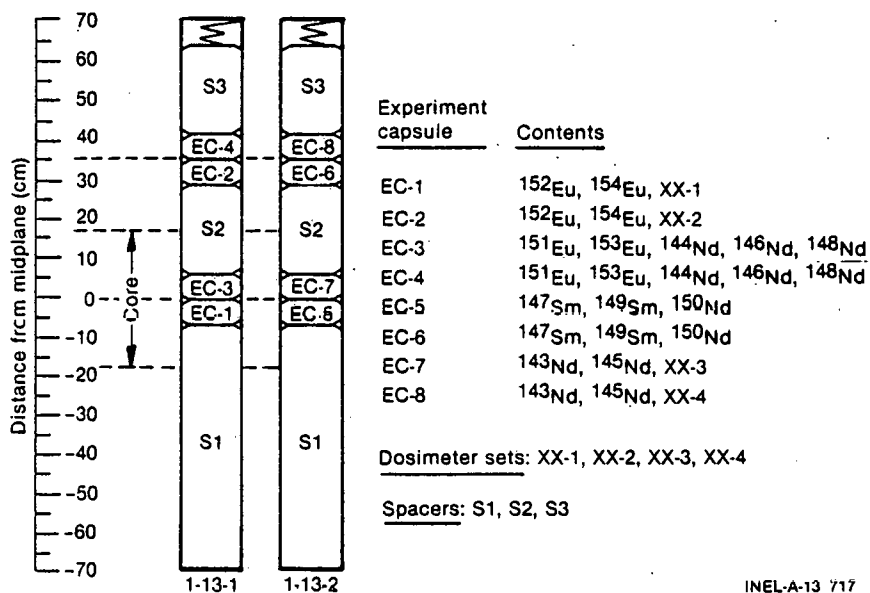 70
60
50
40
30
20
10
0
-10
-20
-30
-40
-50
-60
-70
Distance from midplane (cm)
Core
S3
EC-4
EC-2
S2
EC-3
EC-1
S1
1-13-1
S3
EC-8
EC-6
S2
EC-7
EC-5
S1
1-13-2
Experiment
capsule Contents
EC-1 ¹⁵²Eu, ¹⁵⁴Eu, XX-1
EC-2 ¹⁵²Eu, ¹⁵⁴Eu, XX-2
EC-3 ¹⁵¹Eu, ¹⁵³Eu, ¹⁴⁴Nd, ¹⁴⁶Nd, ¹⁴⁸Nd
EC-4 ¹⁵¹Eu, ¹⁵³Eu, ¹⁴⁴Nd, ¹⁴⁶Nd, ¹⁴⁸Nd
EC-5 ¹⁴⁷Sm, ¹⁴⁹Sm, ¹⁵⁰Nd
EC-6 ¹⁴⁷Sm, ¹⁴⁹Sm, ¹⁵⁰Nd
EC-7 ¹⁴³Nd, ¹⁴⁵Nd, XX-3
EC-8 ¹⁴³Nd, ¹⁴⁵Nd, XX-4
Dosimeter sets: XX-1, XX-2, XX-3, XX-4
Spacers: S1, S2, S3
INEL-A-13 717